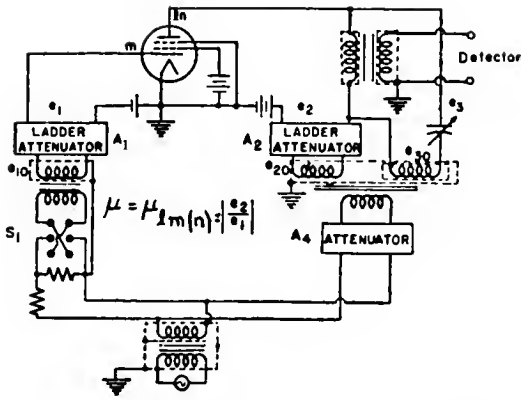 ln
m
Detector
e₁
e₂
e₃
LADDER
ATTENUATOR
A₁
A₂
LADDER
ATTENUATOR
e₁₀
e₂₀
e₃₀
S₁
μ = μ_lm(n) = |e₂/e₁|
A₄
ATTENUATOR